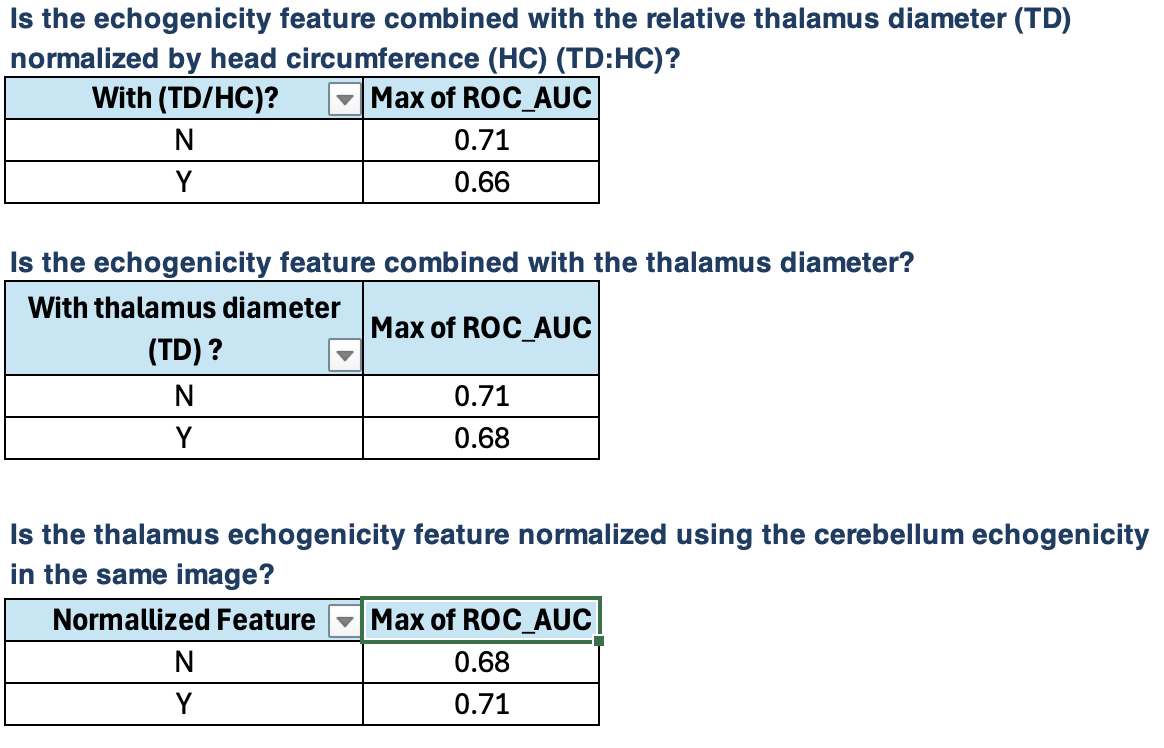 Is the echogenicity feature combined with the relative thalamus diameter (TD)
normalized by head circumference (HC) (TD:HC)?
With (TD/HC)? Max of ROC_AUC
N 0.71
Y 0.66
Is the echogenicity feature combined with the thalamus diameter?
With thalamus diameter
(TD) ? Max of ROC_AUC
N 0.71
Y 0.68
Is the thalamus echogenicity feature normalized using the cerebellum echogenicity
in the same image?
Normallized Feature Max of ROC_AUC
N 0.68
Y 0.71